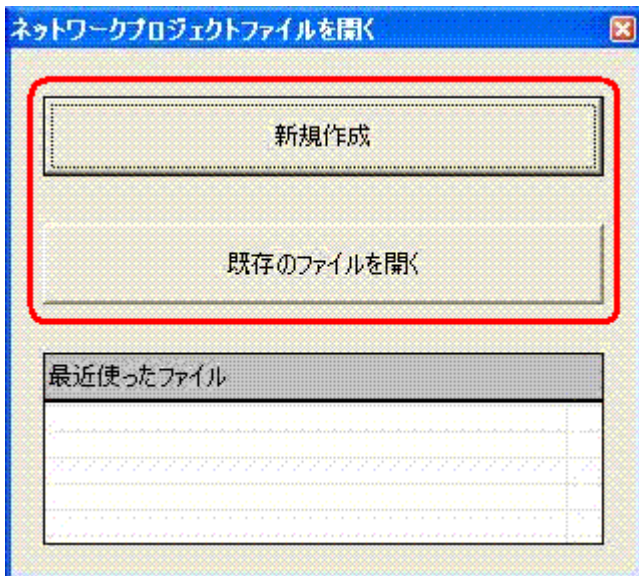 ネットワークプロジェクトファイルを開く
新規作成
既存のファイルを開く
最近使ったファイル